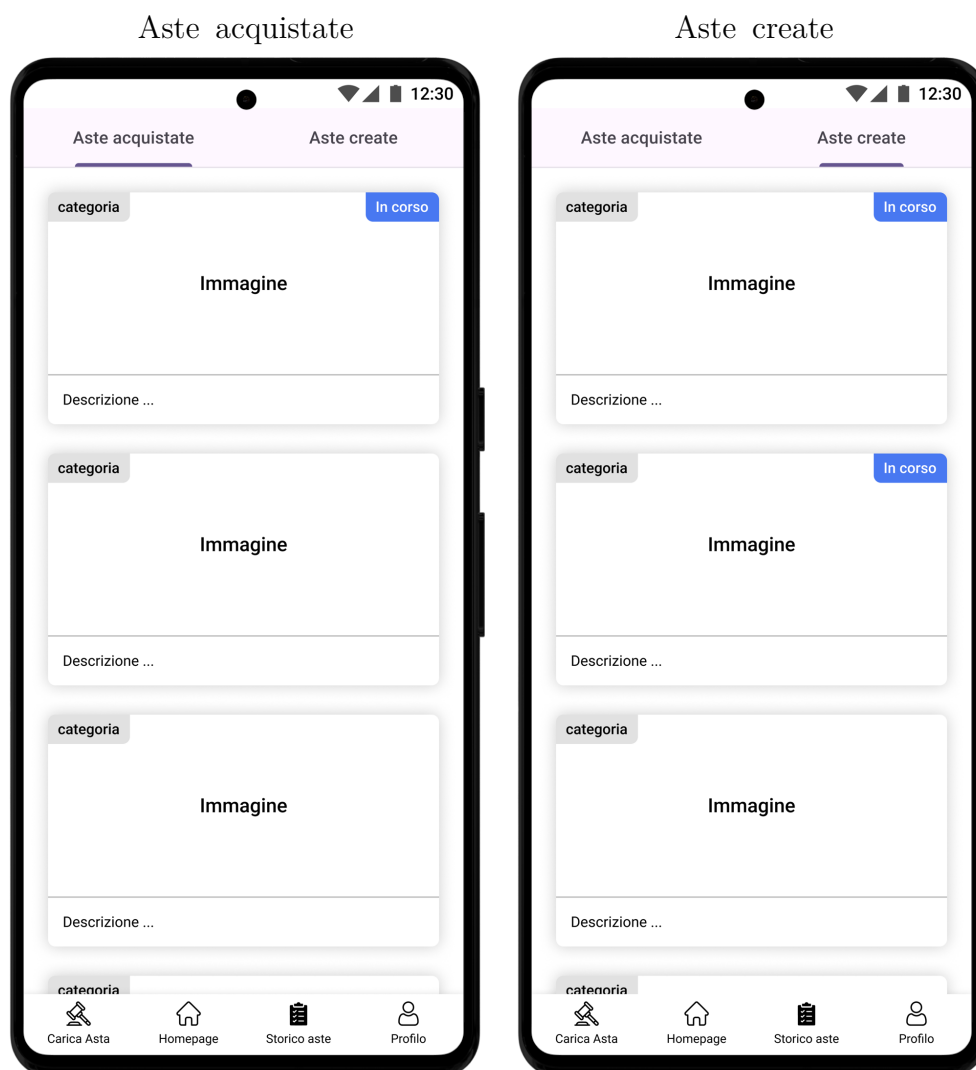 Aste acquistate
12:30
Aste acquistate Aste create
categoria In corso
Immagine
Descrizione ...
categoria
Immagine
Descrizione ...
categoria
Immagine
Descrizione ...
categoria
Carica Asta Homepage Storico aste Profilo
Aste create
12:30
Aste acquistate Aste create
categoria In corso
Immagine
Descrizione ...
categoria In corso
Immagine
Descrizione ...
categoria
Immagine
Descrizione ...
categoria
Carica Asta Homepage Storico aste Profilo